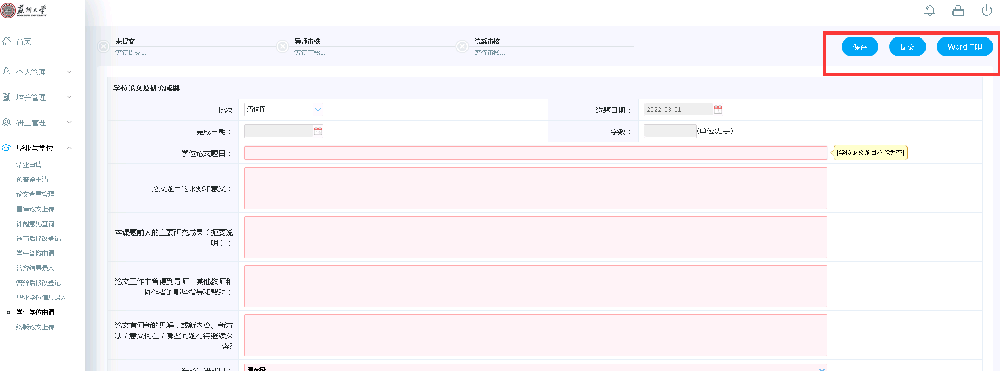 蘇州大學
SOOCHOW UNIVERSITY
首页
个人管理
培养管理
研工管理
毕业与学位
结业申请
预答辩申请
论文查重管理
盲审论文上传
评阅意见查询
送审后修改登记
学生答辩申请
答辩结果录入
答辩后修改登记
毕业学位信息录入
学生学位申请
终版论文上传
未提交
等待提交...
导师审核
等待审核...
院系审核
等待审核...
保存
提交
Word打印
学位论文及研究成果
批次
请选择
选题日期：
2022-03-01
完成日期：
字数：
(单位:万字)
学位论文题目：
[学位论文题目不能为空]
论文题目的来源和意义：
本课题前人的主要研究成果（扼要说
明）：
论文工作中曾得到导师、其他教师和
协作者的哪些指导和帮助：
论文有何新的见解，或新内容、新方
法？意义何在？哪些问题有待继续探
索?
选择科研成果：
请选择